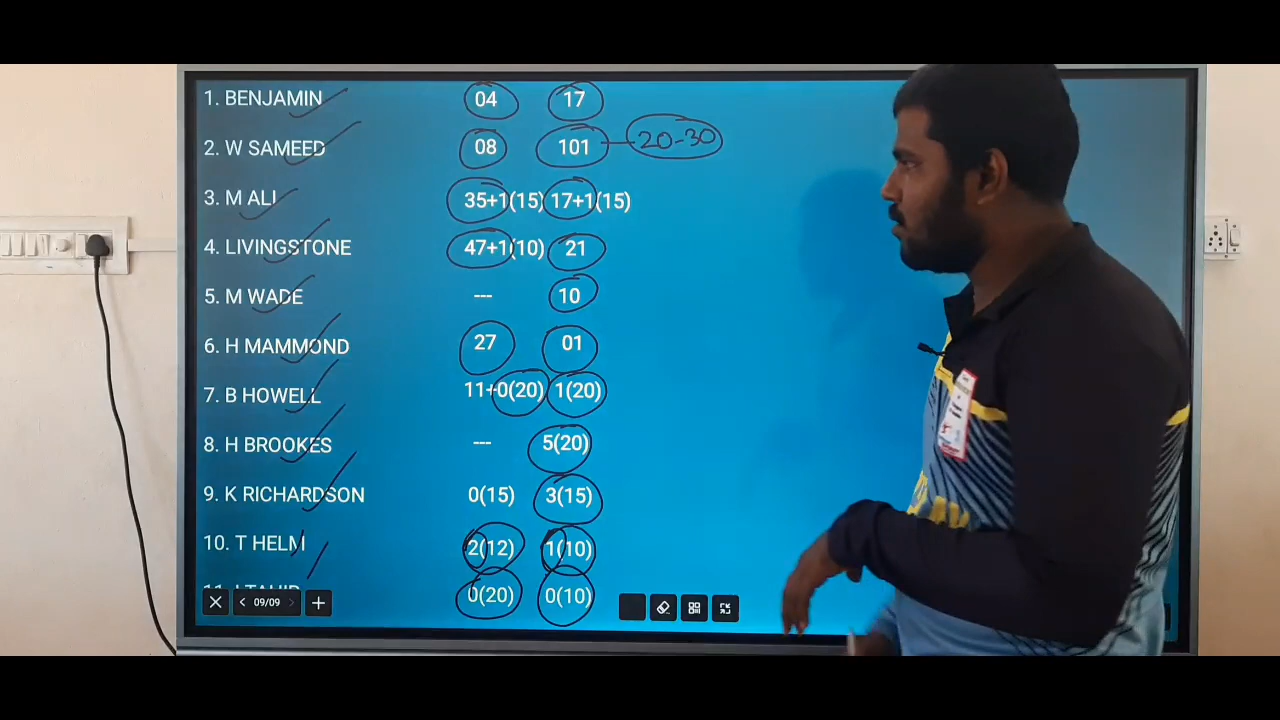 1. BENJAMIN 04 17
2. W SAMEED 08 101 20-30
3. M ALI 35+1(15) 17+1(15)
4. LIVINGSTONE 47+1(10) 21
5. M WADE --- 10
6. H MAMMOND 27 01
7. B HOWELL 11+0(20) 1(20)
8. H BROOKES --- 5(20)
9. K RICHARDSON 0(15) 3(15)
10. T HELM 2(12) 1(10)
11. I TAHIR 0(20) 0(10)
09/09